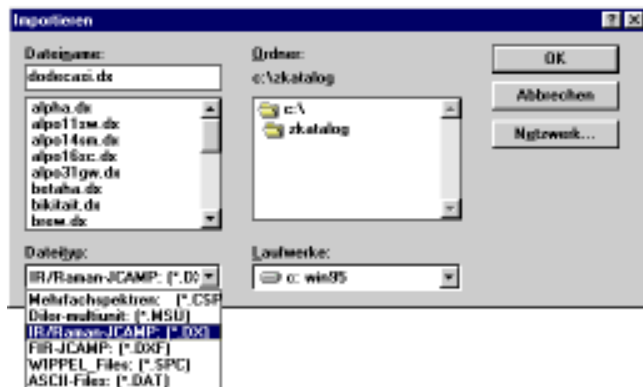 Importieren
Dateiname:
dodecasi.dx
alpha.dx
alpo11sw.dx
alpo14sm.dx
alpo16sc.dx
alpo31gw.dx
betaha.dx
bikitait.dx
brew.dx
Dateityp:
IR/Raman-JCAMP: (*.DX
Mehrfachspektren: (*.CSP
Dilor-multiunit: (*.MSU)
IR/Raman-JCAMP: (*.DX)
FIR-JCAMP: (*.DXF)
WIPPEL_Files: (*.SPC)
ASCII-Files: (*.DAT)
Ordner:
c:\zkatalog
c:\
zkatalog
Laufwerke:
c: win95
OK
Abbrechen
Netzwerk...